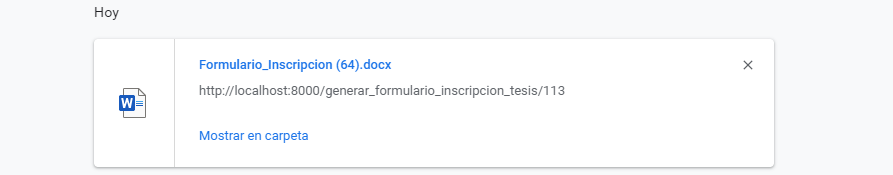 Hoy
Formulario_Inscripcion (64).docx
http://localhost:8000/generar_formulario_inscripcion_tesis/113
Mostrar en carpeta
W